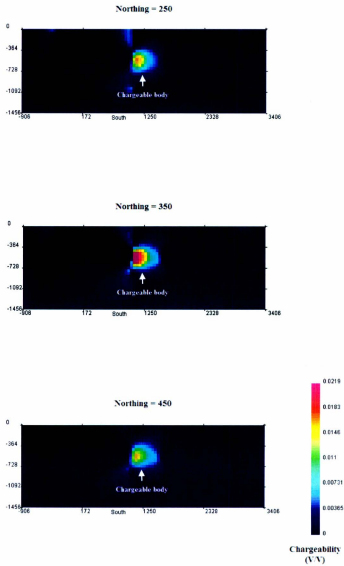 Northing = 250
0
-364
-728
-1092
-1456
-906 172 South 1250 2328 3406
Chargeable body
Northing = 350
0
-364
-728
-1092
-1456
-906 172 South 1250 2328 3406
Chargeable body
Northing = 450
0
-364
-728
-1092
-1456
-906 172 South 1250 2328 3406
Chargeable body
0.0219
0.0183
0.0146
0.011
0.00731
0.00365
0
Chargeability
(V/V)